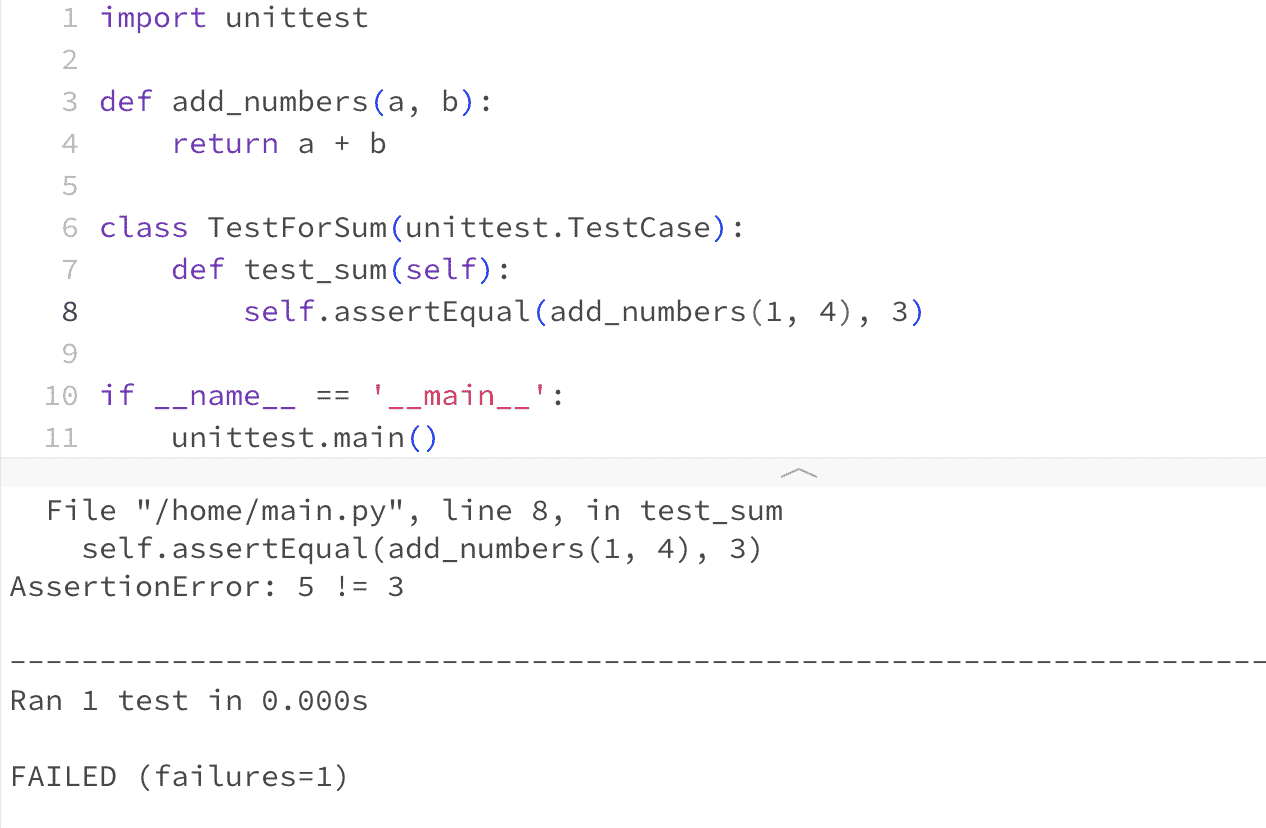 1 import unittest
2
3 def add_numbers(a, b):
4     return a + b
5
6 class TestForSum(unittest.TestCase):
7     def test_sum(self):
8         self.assertEqual(add_numbers(1, 4), 3)
9
10 if __name__ == '__main__':
11     unittest.main()
  File "/home/main.py", line 8, in test_sum
    self.assertEqual(add_numbers(1, 4), 3)
AssertionError: 5 != 3

----------------------------------------------------------------------
Ran 1 test in 0.000s

FAILED (failures=1)